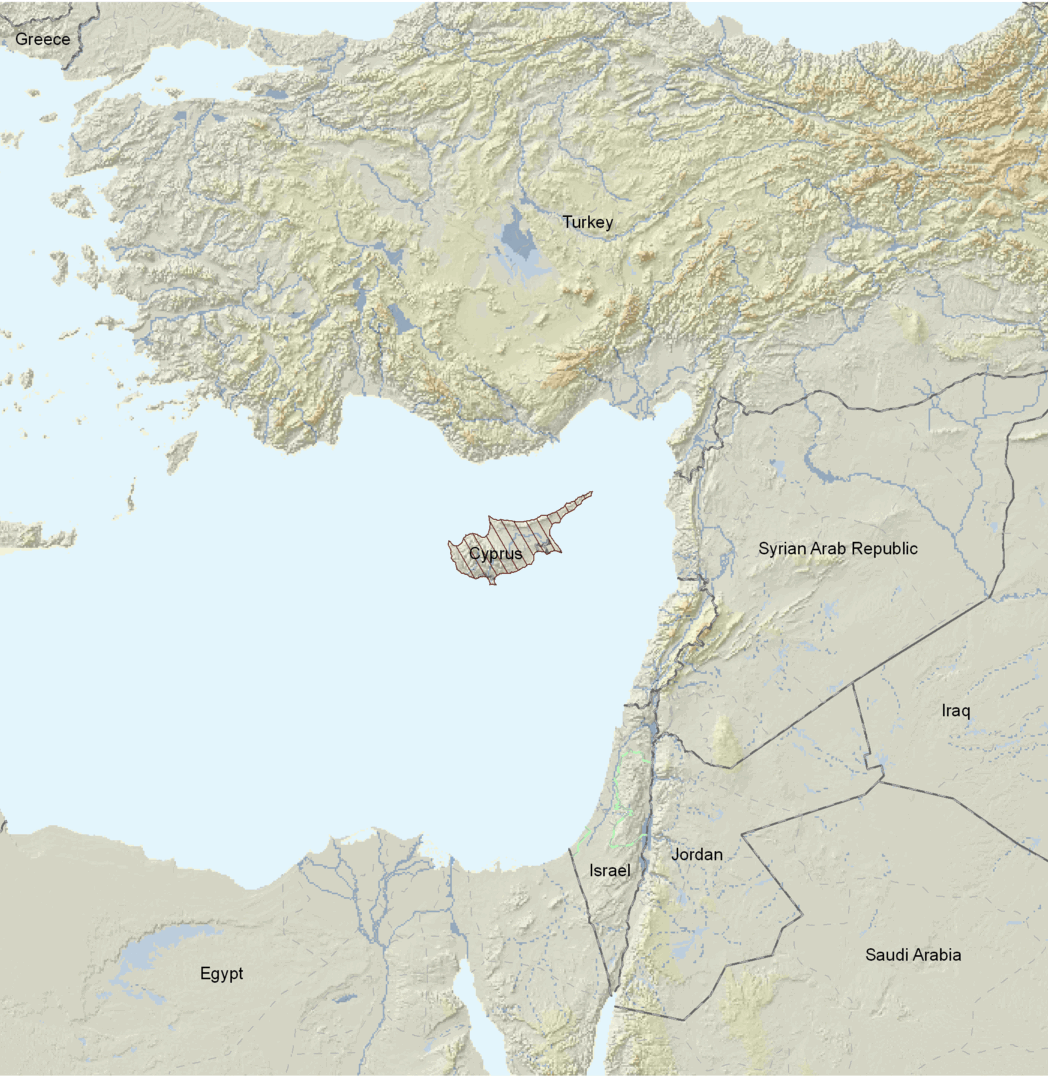 Greece
Turkey
Cyprus
Syrian Arab Republic
Iraq
Israel
Jordan
Saudi Arabia
Egypt